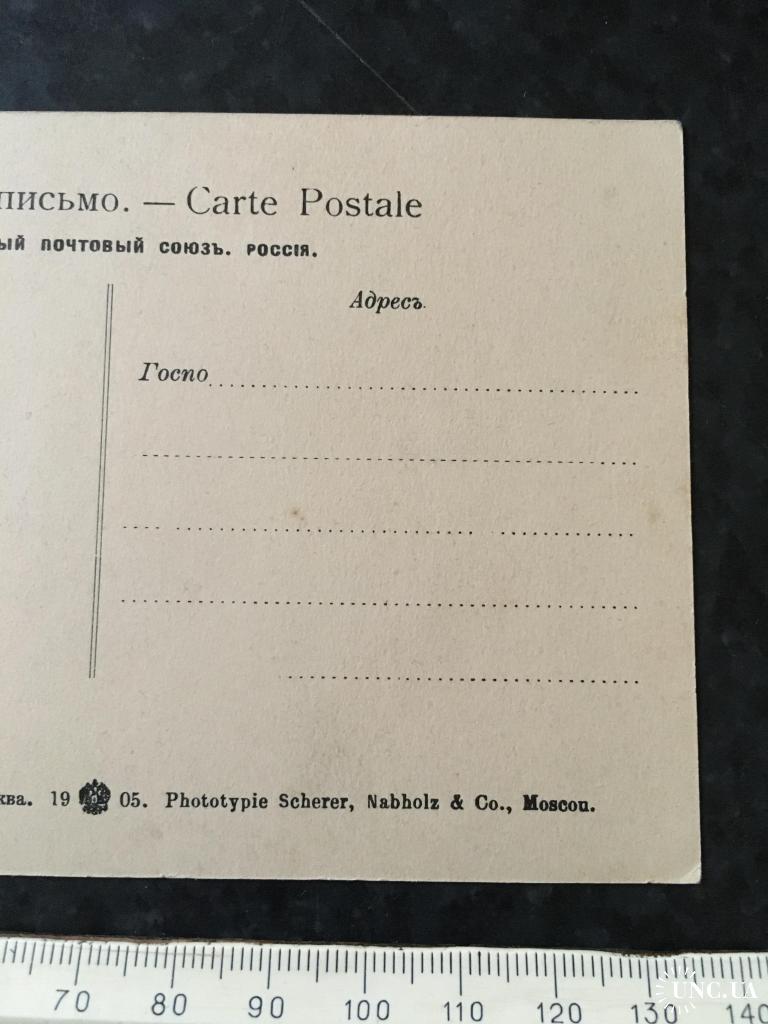 письмо. — Carte Postale
ый почтовый союзъ. россія.
Адресъ.
Госпо
ква. 19 05. Phototypie Scherer, Nabholz & Co., Moscou.
70 80 90 100 110 120 130 140
UNC.UA